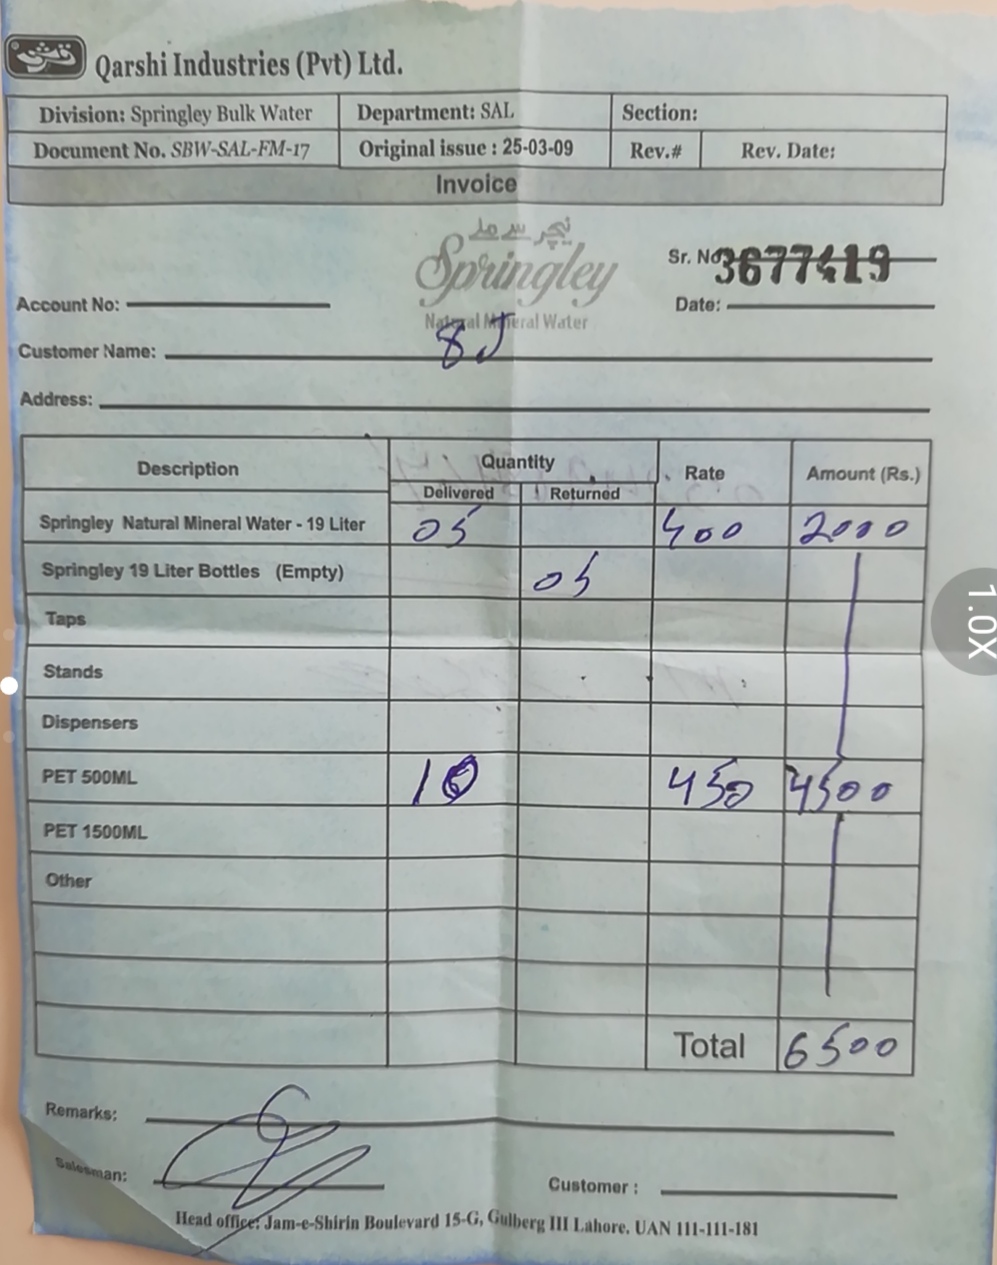 قرشی
Qarshi Industries (Pvt) Ltd.
Division: Springley Bulk Water Department: SAL Section:
Document No. SBW-SAL-FM-17 Original issue : 25-03-09 Rev.# Rev. Date:
Invoice
نیچر سے ملد
Springley
Natural Mineral Water
Sr. No 3677419
Account No: Date:
Customer Name: 8J
Address:
Description Quantity Rate Amount (Rs.)
Delivered Returned
Springley Natural Mineral Water - 19 Liter 05 400 2000
Springley 19 Liter Bottles (Empty) 05
Taps
Stands
Dispensers
PET 500ML 10 450 4500
PET 1500ML
Other
Total 6500
Remarks:
Salesman:
Customer :
Head office: Jam-e-Shirin Boulevard 15-G, Gulberg III Lahore. UAN 111-111-181
1.0X